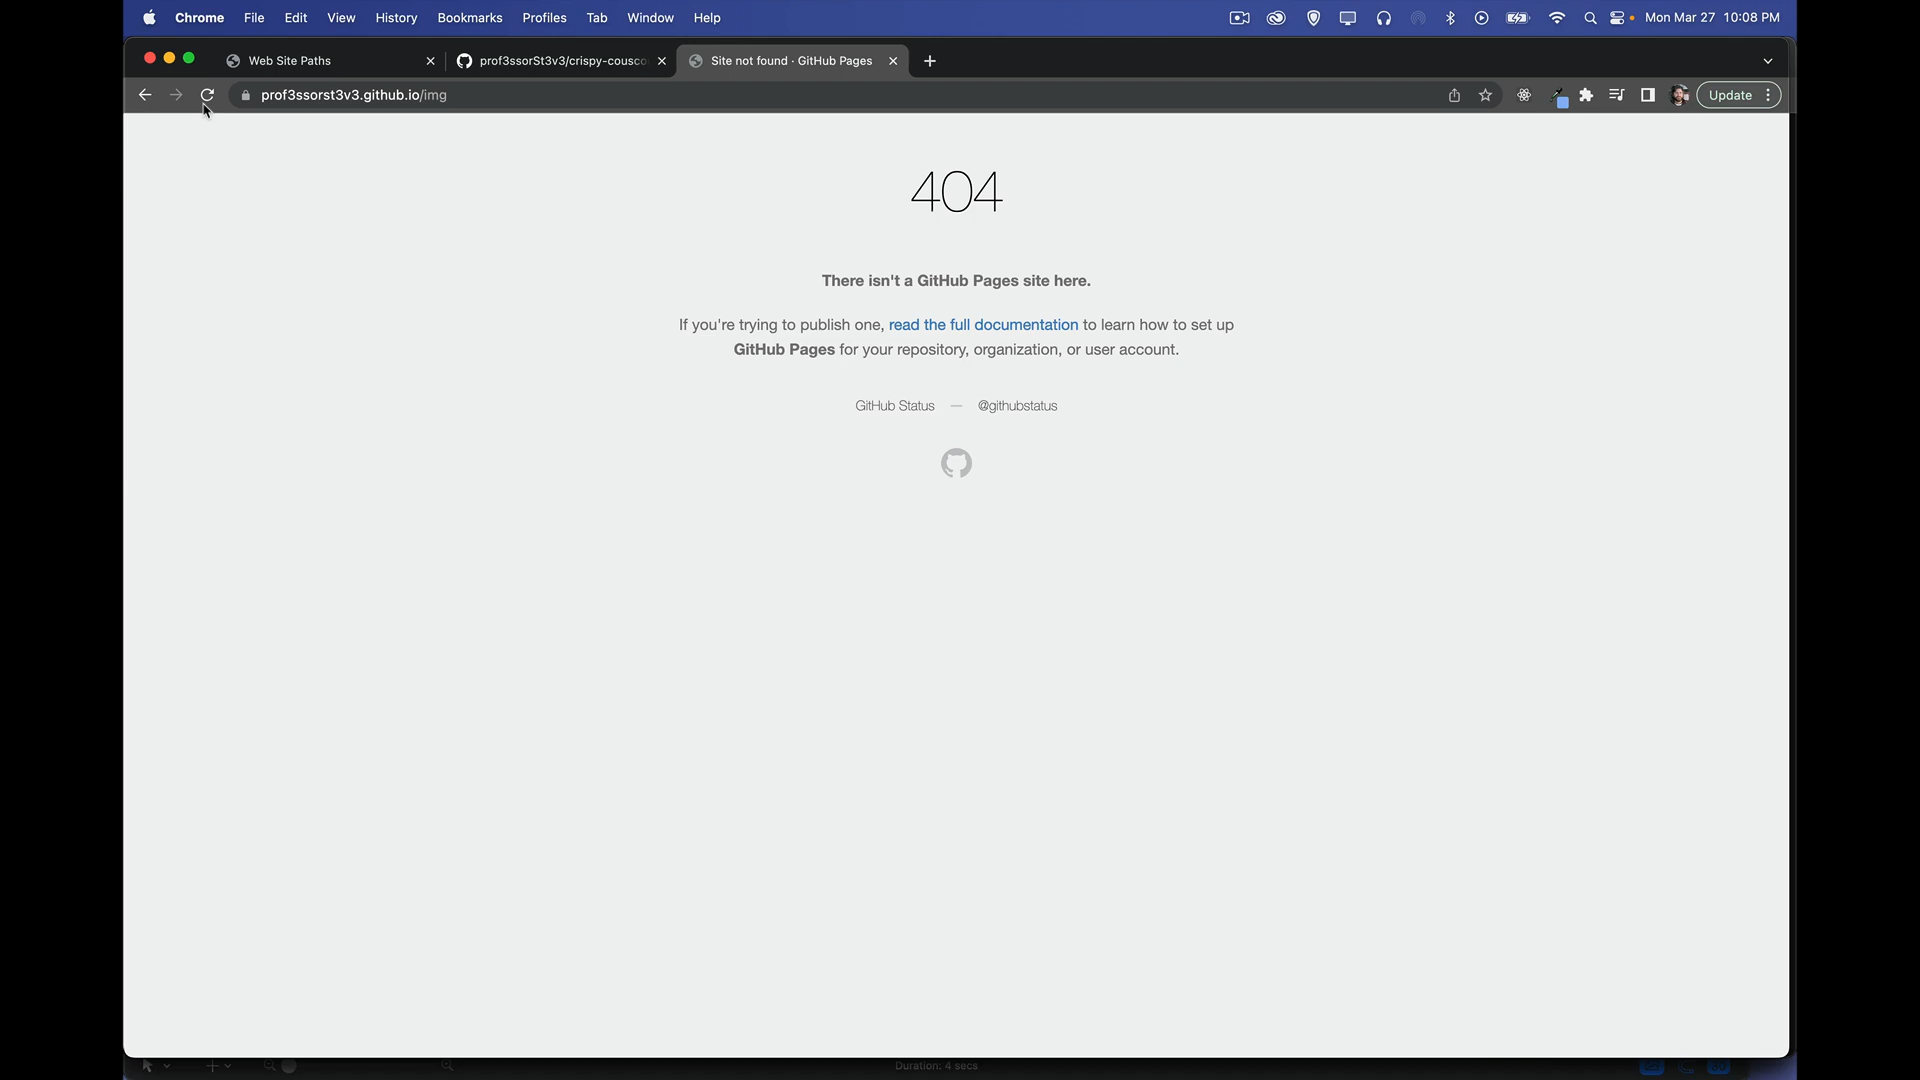 Chrome File Edit View History Bookmarks Profiles Tab Window Help Mon Mar 27 10:08 PM
Web Site Paths prof3ssorSt3v3/crispy-cousco Site not found · GitHub Pages
prof3ssorst3v3.github.io/img Update
404
There isn't a GitHub Pages site here.
If you're trying to publish one, read the full documentation to learn how to set up
GitHub Pages for your repository, organization, or user account.
GitHub Status — @githubstatus
Duration: 4 secs